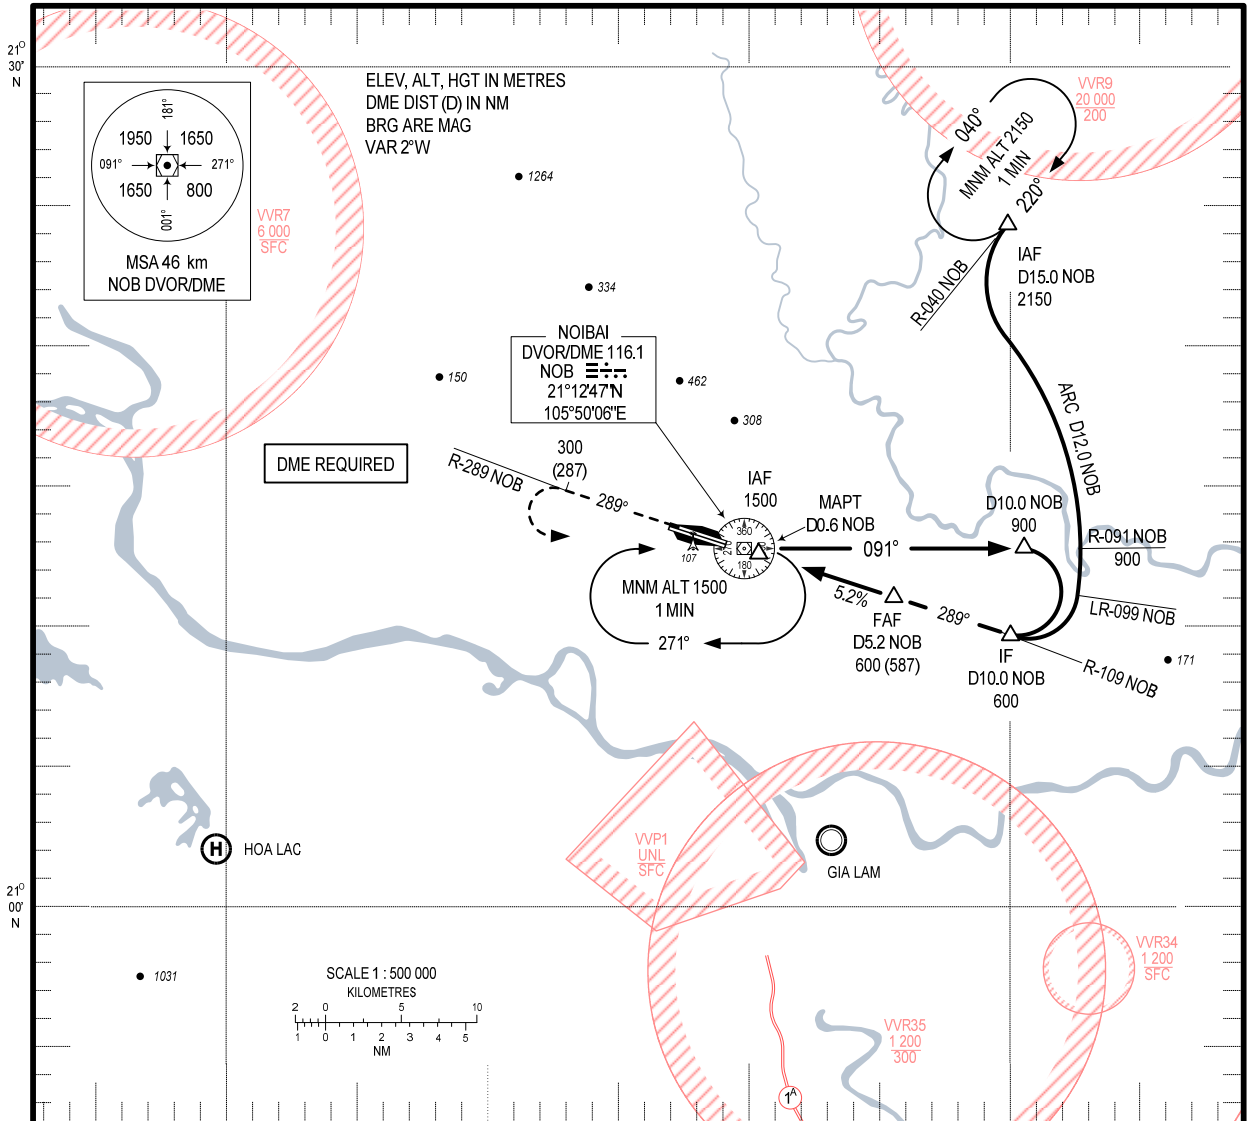 21°
30'
N
ELEV, ALT, HGT IN METRES
DME DIST (D) IN NM
BRG ARE MAG
VAR 2°W
181°
1950 1650
091° 271°
1650 800
001°
MSA 46 km
NOB DVOR/DME
VVR7
6 000
SFC
VVR9
20 000
200
040°
MNM ALT 2150
1 MIN
220°
1264
IAF
D15.0 NOB
2150
R-040 NOB
334
NOIBAI
DVOR/DME 116.1
NOB
21°12'47"N
105°50'06"E
150
462
308
ARC D12.0 NOB
DME REQUIRED
300
(287)
R-289 NOB
289°
IAF
1500
MAPT
D0.6 NOB
D10.0 NOB
900
R-091 NOB
900
360
270
180
107
091°
MNM ALT 1500
1 MIN
271°
5.2%
FAF
D5.2 NOB
600 (587)
289°
LR-099 NOB
IF
D10.0 NOB
600
R-109 NOB
171
H
HOA LAC
VVP1
UNL
SFC
GIA LAM
21°
00'
N
1031
SCALE 1 : 500 000
KILOMETRES
2 0 5 10
1 0 1 2 3 4 5
NM
VVR34
1 200
SFC
VVR35
1 200
300
1A